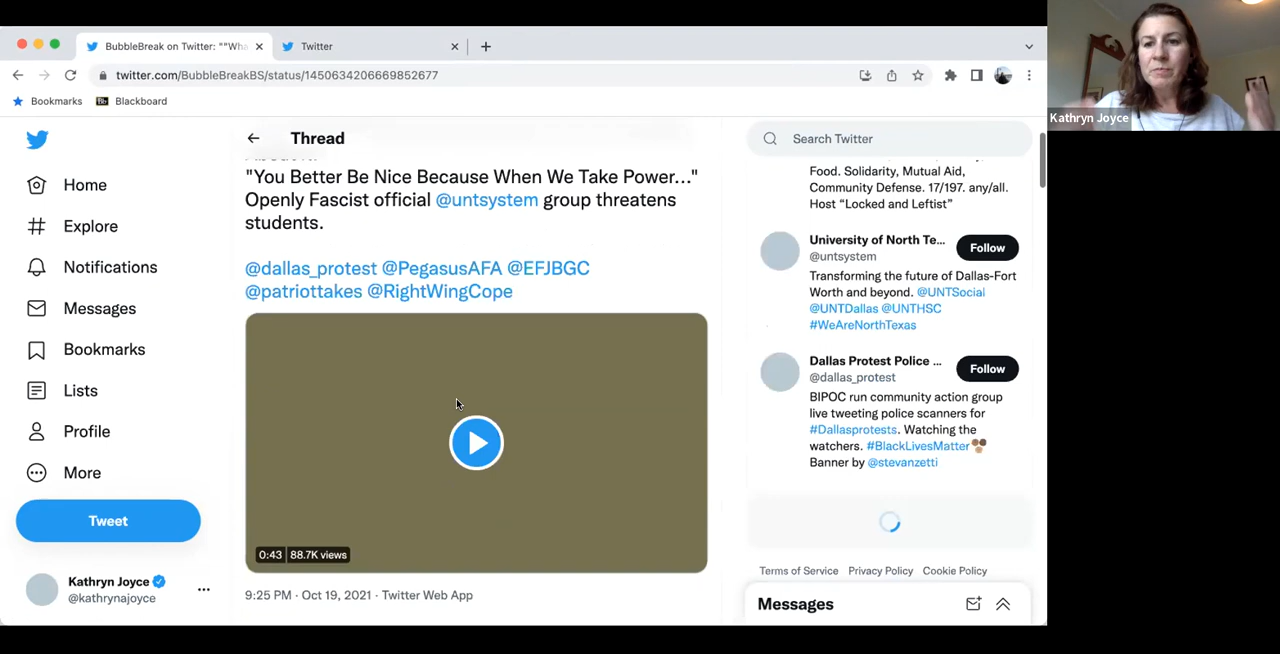 BubbleBreak on Twitter: ""Wha
Twitter
twitter.com/BubbleBreakBS/status/1450634206669852677
Bookmarks
Blackboard
Kathryn Joyce
Home
Explore
Notifications
Messages
Bookmarks
Lists
Profile
More
Tweet
Kathryn Joyce
@kathrynajoyce
Thread
"You Better Be Nice Because When We Take Power..."
Openly Fascist official @untsystem group threatens
students.
@dallas_protest @PegasusAFA @EFJBGC
@patriottakes @RightWingCope
0:43 88.7K views
9:25 PM · Oct 19, 2021 · Twitter Web App
Search Twitter
Food. Solidarity, Mutual Aid,
Community Defense. 17/197. any/all.
Host “Locked and Leftist”
University of North Te...
@untsystem
Follow
Transforming the future of Dallas-Fort
Worth and beyond. @UNTSocial
@UNTDallas @UNTHSC
#WeAreNorthTexas
Dallas Protest Police ...
@dallas_protest
Follow
BIPOC run community action group
live tweeting police scanners for
#Dallasprotests. Watching the
watchers. #BlackLivesMatter
Banner by @stevanzetti
Terms of Service Privacy Policy Cookie Policy
Messages